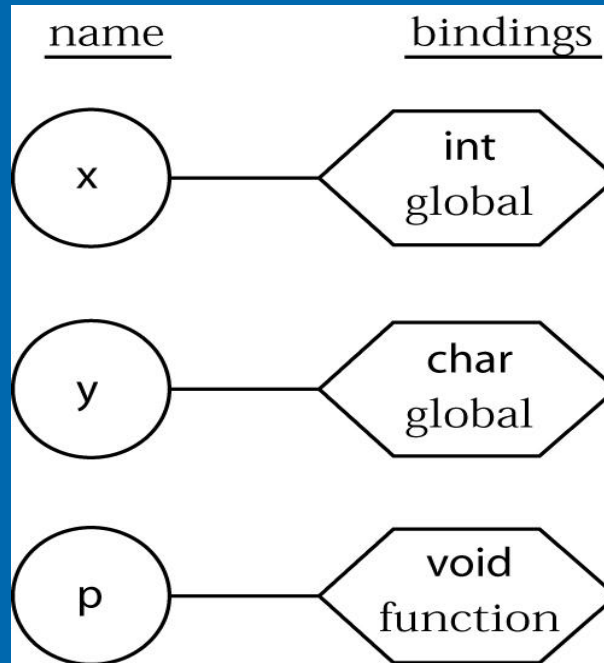 name bindings
x int
global
y char
global
p void
function